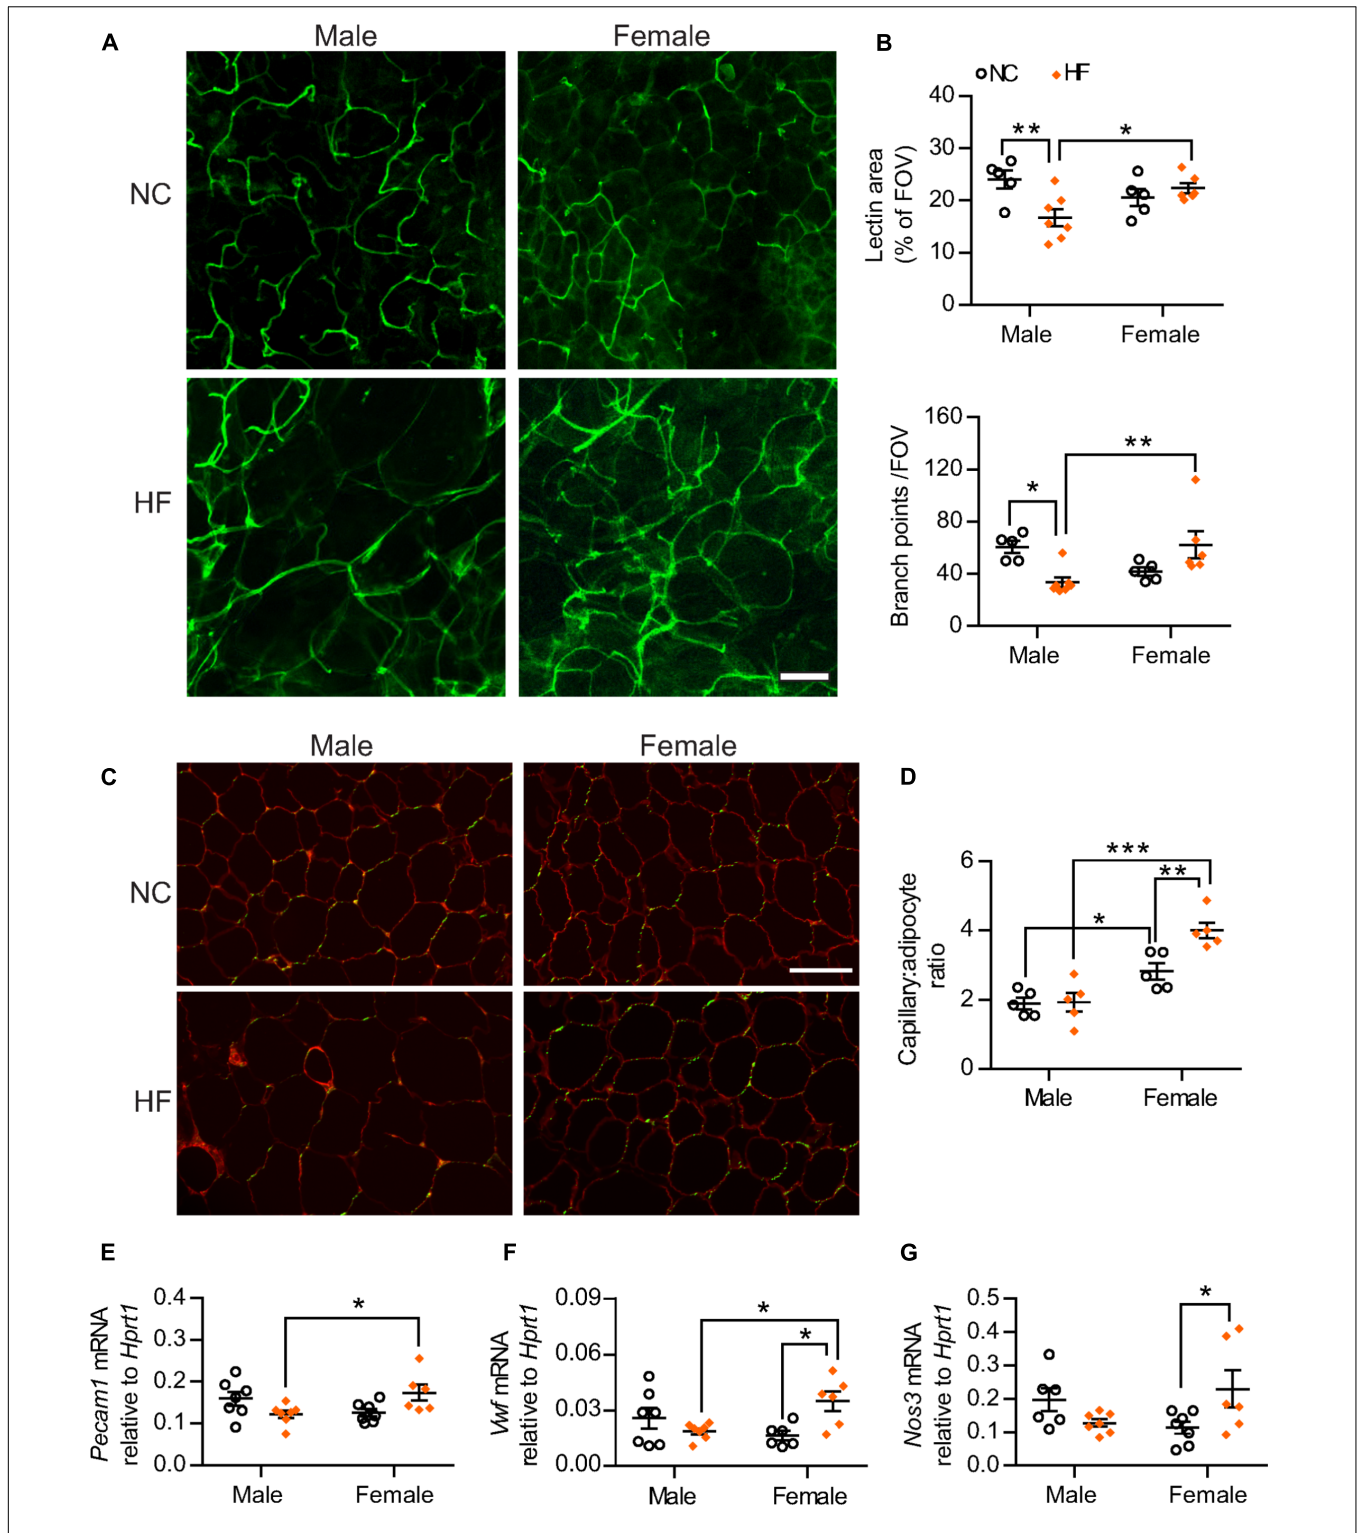 A
Male Female
NC
HF
B
NC HF
Lectin area
(% of FOV)
40
30
20
10
0
** *
Male Female
Branch points /FOV
160
120
80
40
0
* **
Male Female
C
Male Female
NC
HF
D
Capillary:adipocyte
ratio
6
4
2
0
***
**
*
Male Female
E
Pecam1 mRNA
relative to Hprt1
0.4
0.3
0.2
0.1
0.0
*
Male Female
F
Vwf mRNA
relative to Hprt1
0.09
0.06
0.03
0.00
*
*
Male Female
G
Nos3 mRNA
relative to Hprt1
0.5
0.4
0.3
0.2
0.1
0.0
*
Male Female